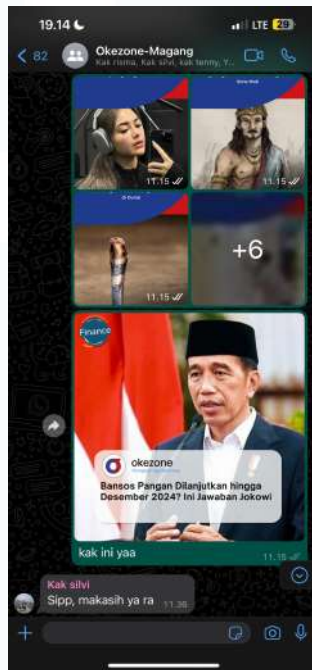 19.14
LTE 29
82
Okezone-Magang
Kak risma, Kak silvi, kak tenny, Y...
11.15
11.15
11.15
+6
Finance
okezone
Bansos Pangan Dilanjutkan hingga
Desember 2024? Ini Jawaban Jokowi
kak ini yaa
11.15
Kak silvi
Sipp, makasih ya ra
11.36